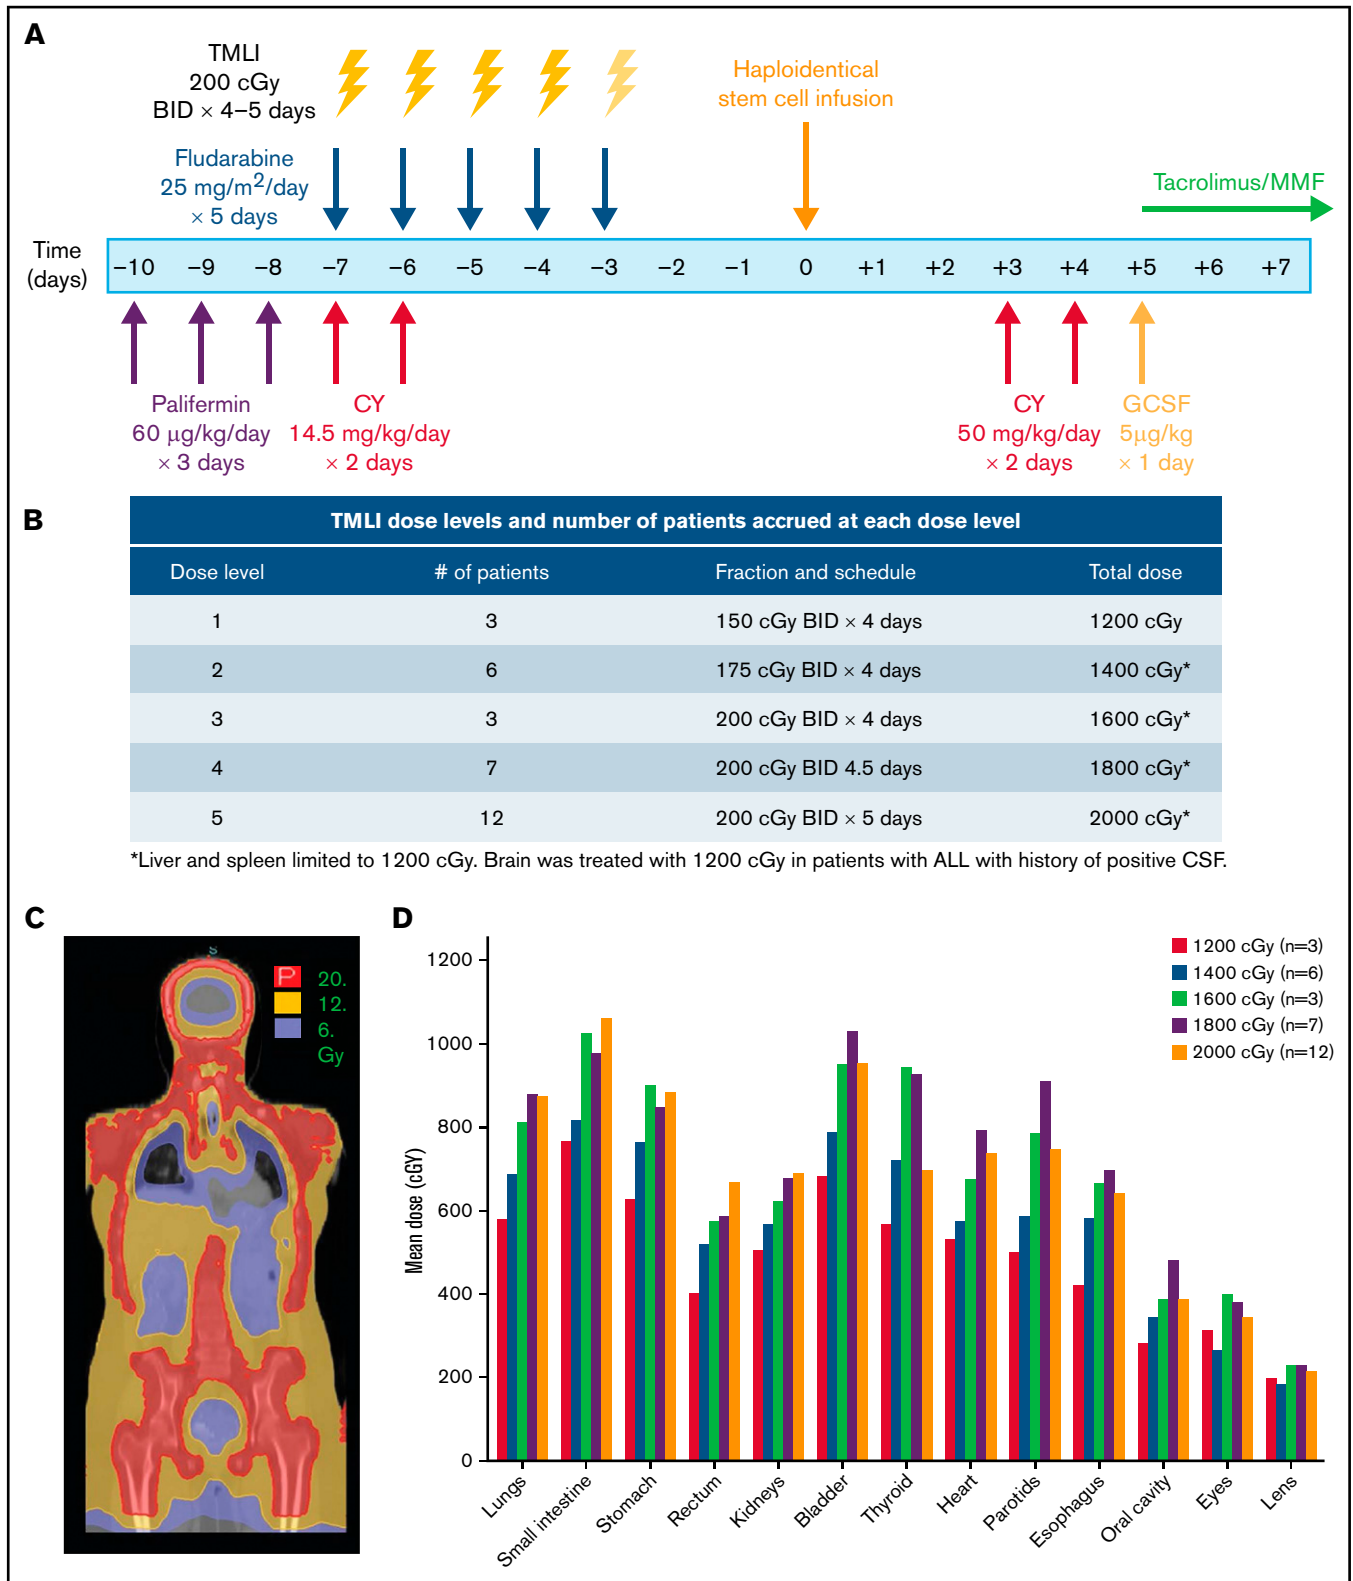 A
TMLI
200 cGy
BID × 4–5 days
Haploidentical
stem cell infusion
Fludarabine
25 mg/m²/day
× 5 days
Tacrolimus/MMF
Time
(days)
–10 –9 –8 –7 –6 –5 –4 –3 –2 –1 0 +1 +2 +3 +4 +5 +6 +7
Palifermin
60 μg/kg/day
× 3 days
CY
14.5 mg/kg/day
× 2 days
CY
50 mg/kg/day
× 2 days
GCSF
5μg/kg
× 1 day
B
TMLI dose levels and number of patients accrued at each dose level
Dose level # of patients Fraction and schedule Total dose
1 3 150 cGy BID × 4 days 1200 cGy
2 6 175 cGy BID × 4 days 1400 cGy*
3 3 200 cGy BID × 4 days 1600 cGy*
4 7 200 cGy BID 4.5 days 1800 cGy*
5 12 200 cGy BID × 5 days 2000 cGy*
*Liver and spleen limited to 1200 cGy. Brain was treated with 1200 cGy in patients with ALL with history of positive CSF.
C
S
P 20.
12.
6.
Gy
D
1200 cGy (n=3)
1400 cGy (n=6)
1600 cGy (n=3)
1800 cGy (n=7)
2000 cGy (n=12)
Mean dose (cGY)
1200
1000
800
600
400
200
0
Lungs
Small intestine
Stomach
Rectum
Kidneys
Bladder
Thyroid
Heart
Parotids
Esophagus
Oral cavity
Eyes
Lens